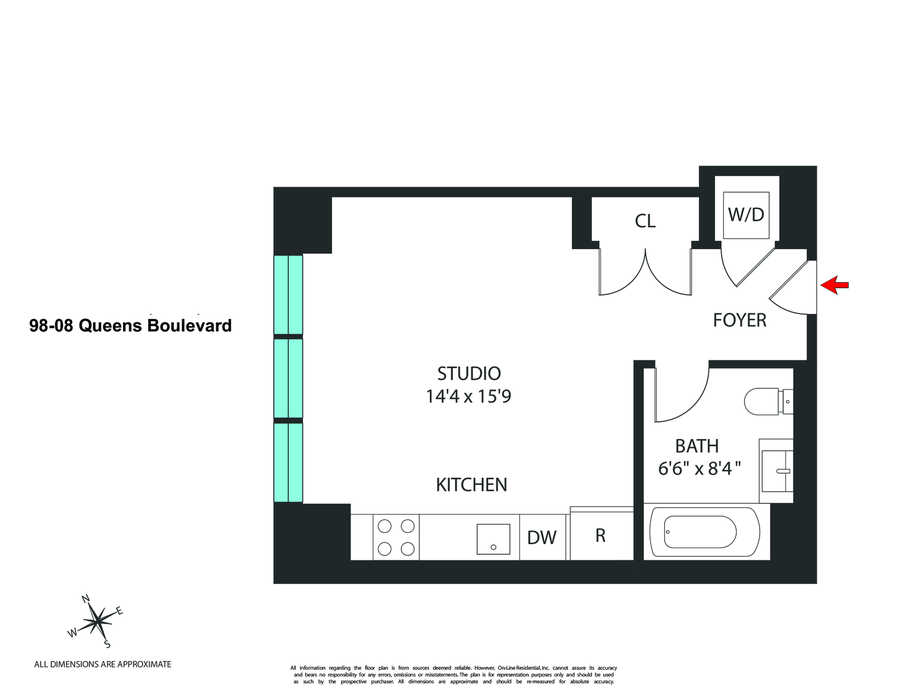 CL
W/D
FOYER
98-08 Queens Boulevard
STUDIO
14'4 x 15'9
BATH
6'6" x 8'4"
KITCHEN
DW
R
N
E
W
S
ALL DIMENSIONS ARE APPROXIMATE
All information regarding the floor plan is from sources deemed reliable. However, On-Line Residential, Inc. cannot assure its accuracy
and bears no responsibility for any errors, omissions or misstatements. The plan is for representation purposes only and should be used
as such by the prospective purchaser. All dimensions are approximate and should be re-measured for absolute accuracy.